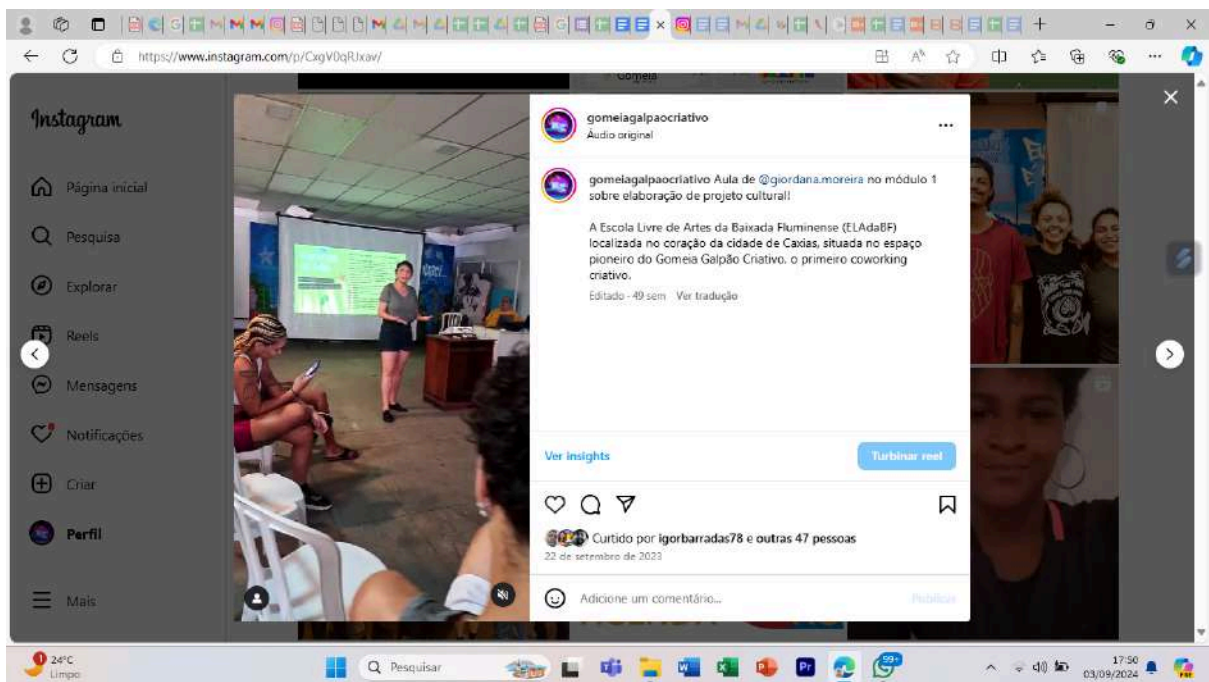 https://www.instagram.com/p/CxgV0qRJxav/
Instagram
Página inicial
Pesquisa
Explorar
Reels
Mensagens
Notificações
Criar
Perfil
Mais
Gomeia
gomeiagalpaocriativo
Áudio original
gomeiagalpaocriativo Aula de @giordana.moreira no módulo 1
sobre elaboração de projeto cultural!
A Escola Livre de Artes da Baixada Fluminense (ELAdaBF)
localizada no coração da cidade de Caxias, situada no espaço
pioneiro do Gomeia Galpão Criativo. o primeiro coworking
criativo.
Editado · 49 sem Ver tradução
Ver insights
Turbinar reel
Curtido por igorbarradas78 e outras 47 pessoas
22 de setembro de 2023
Adicione um comentário...
Publicar
24°C
Limpo
Pesquisar
99+
17:50
03/09/2024